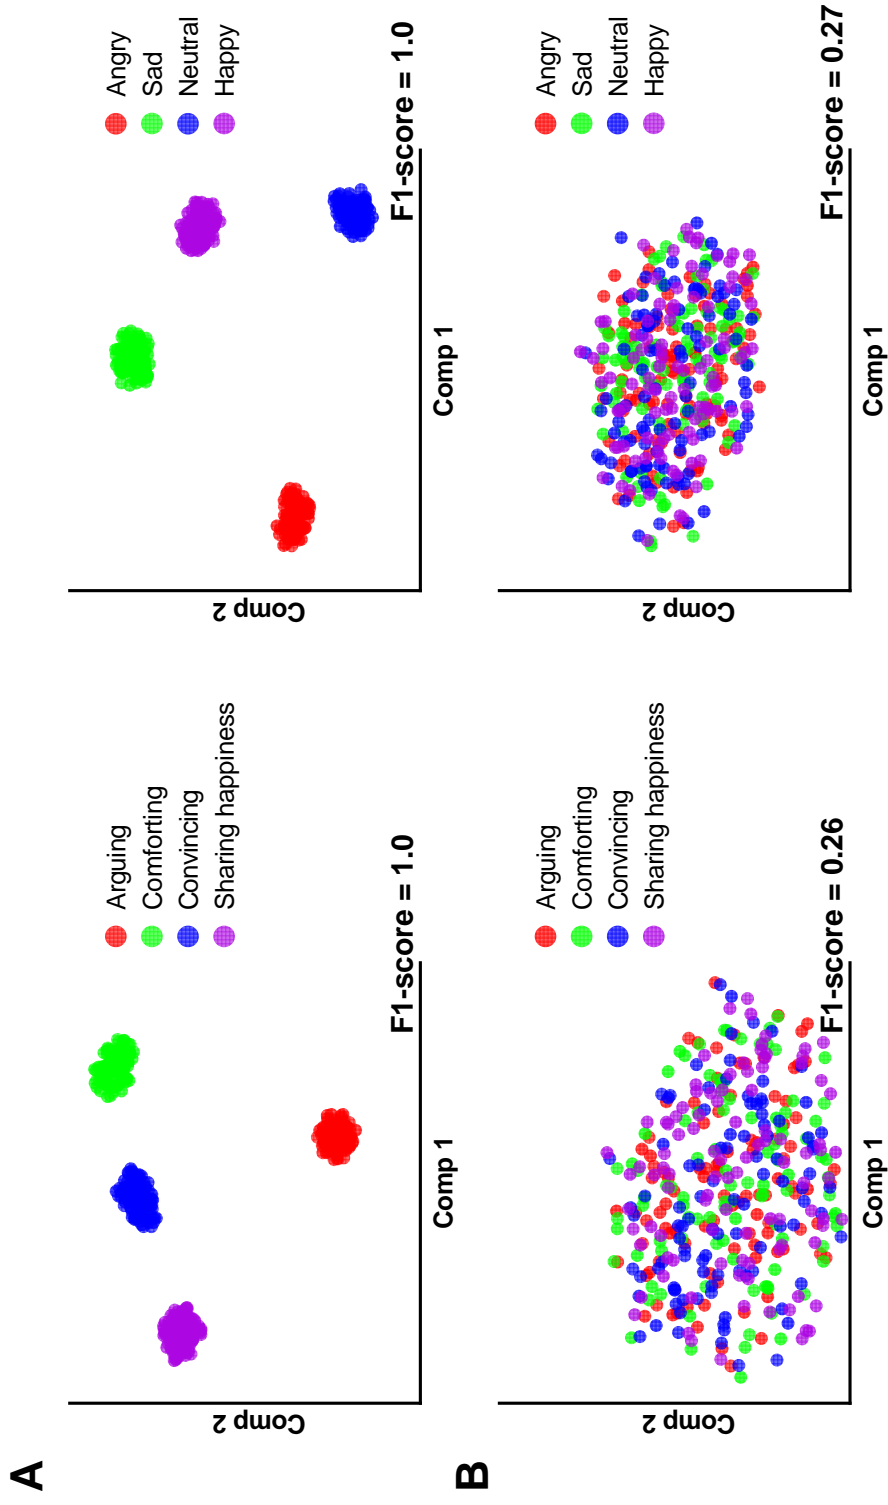 A
Comp 2
Comp 1
F1-score = 1.0
Arguing
Comforting
Convincing
Sharing happiness
Comp 2
Comp 1
F1-score = 1.0
Angry
Sad
Neutral
Happy
B
Comp 2
Comp 1
F1-score = 0.26
Arguing
Comforting
Convincing
Sharing happiness
Comp 2
Comp 1
F1-score = 0.27
Angry
Sad
Neutral
Happy